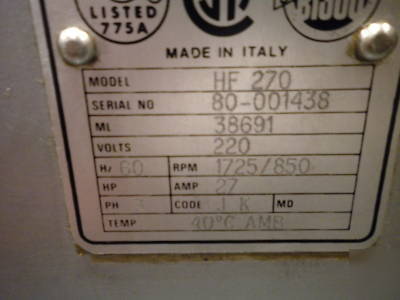 LISTED
775A
MADE IN ITALY
MODEL HF 270
SERIAL NO 80-001438
ML 38691
VOLTS 220
Hz 60 RPM 1725/850
HP AMP 27
PH 3 CODE J K MD
TEMP 40°C AMB